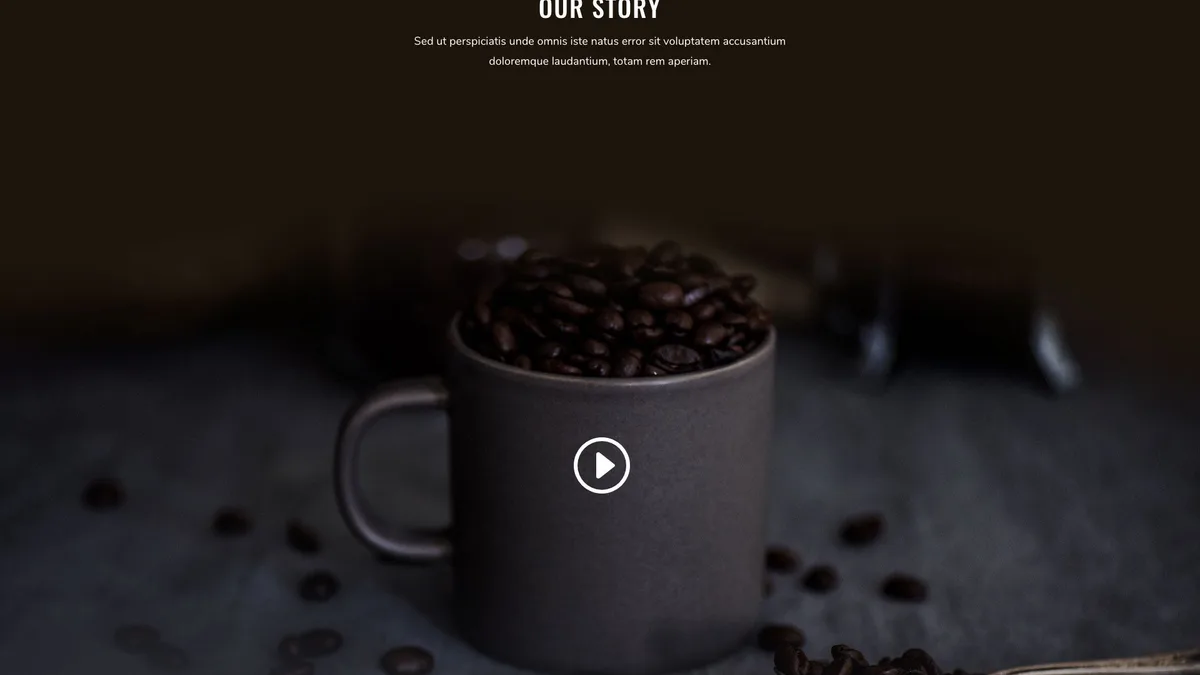 OUR STORY
Sed ut perspiciatis unde omnis iste natus error sit voluptatem accusantium
doloremque laudantium, totam rem aperiam.